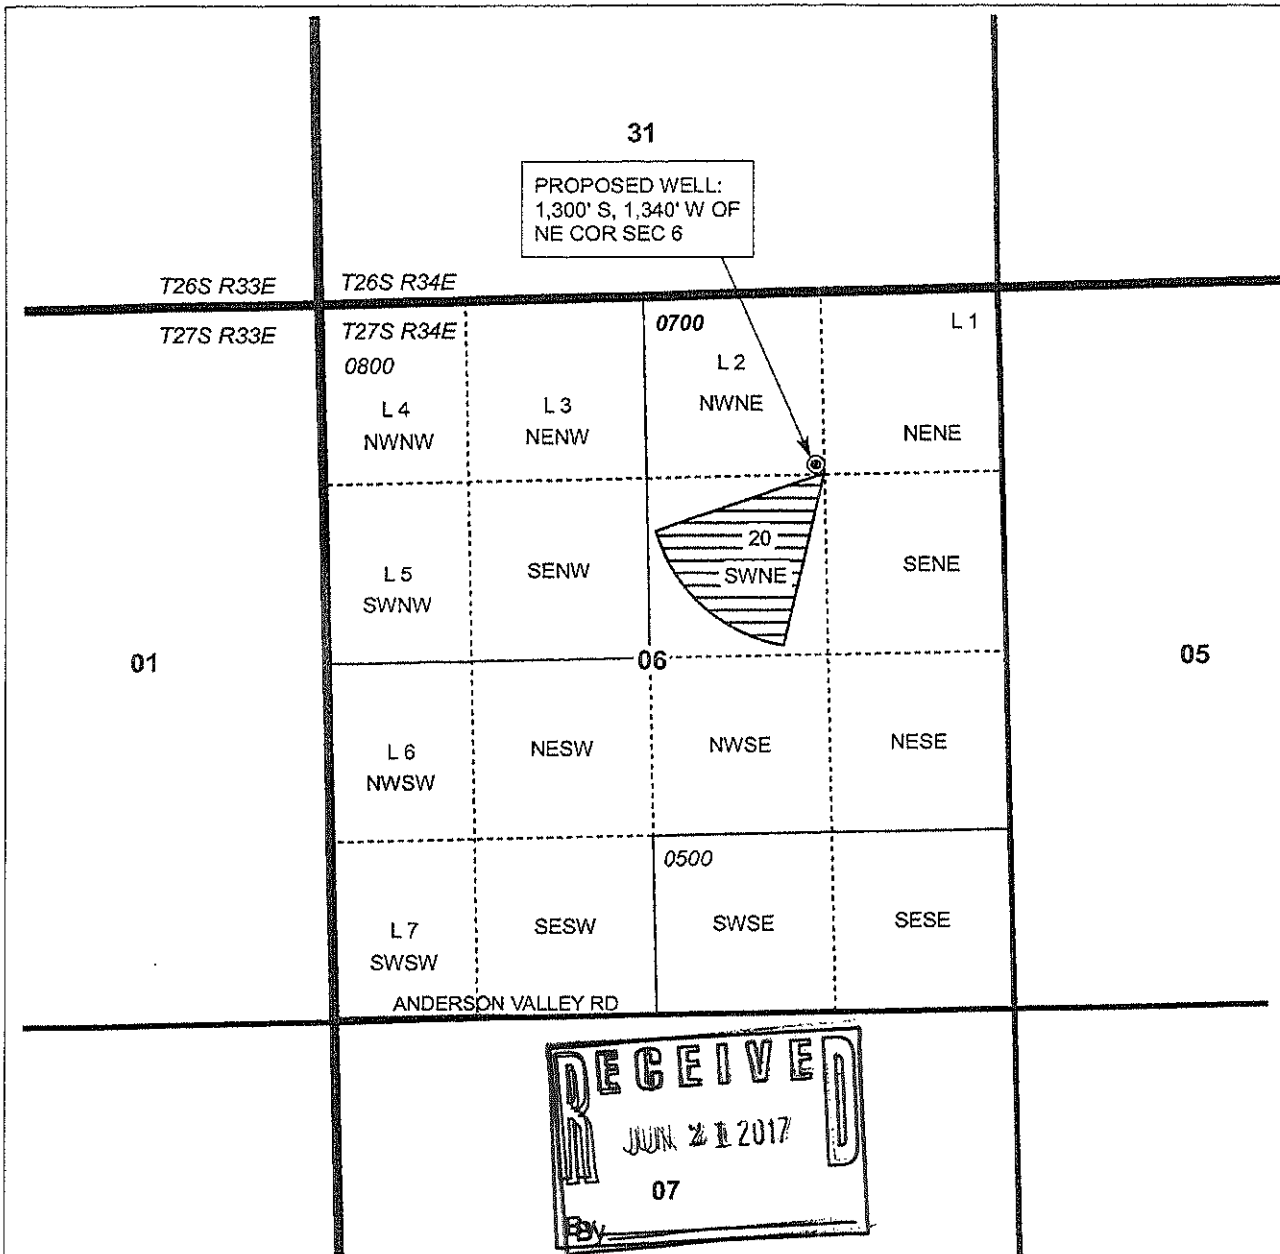 31
PROPOSED WELL:
1,300' S, 1,340' W OF
NE COR SEC 6
T26S R33E
T26S R34E
T27S R33E
T27S R34E
0700
L 1
0800
L 2
L 4
L 3
NWNE
NWNW
NENW
NENE
20
L 5
SENW
SWNE
SENE
SWNW
01
06
05
L 6
NESW
NWSE
NESE
NWSW
0500
L 7
SESW
SWSE
SESE
SWSW
ANDERSON VALLEY RD
RECEIVED
JUN 21 2017
07
By